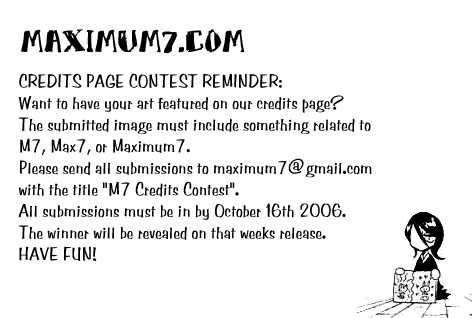 MAXIMUM7.COM
CREDITS PAGE CONTEST REMINDER:
Want to have your art featured on our credits page?
The submitted image must include something related to
M7, Max7, or Maximum7.
Please send all submissions to maximum7@gmail.com
with the title "M7 Credits Contest".
All submissions must be in by October 16th 2006.
The winner will be revealed on that weeks release.
HAVE FUN!